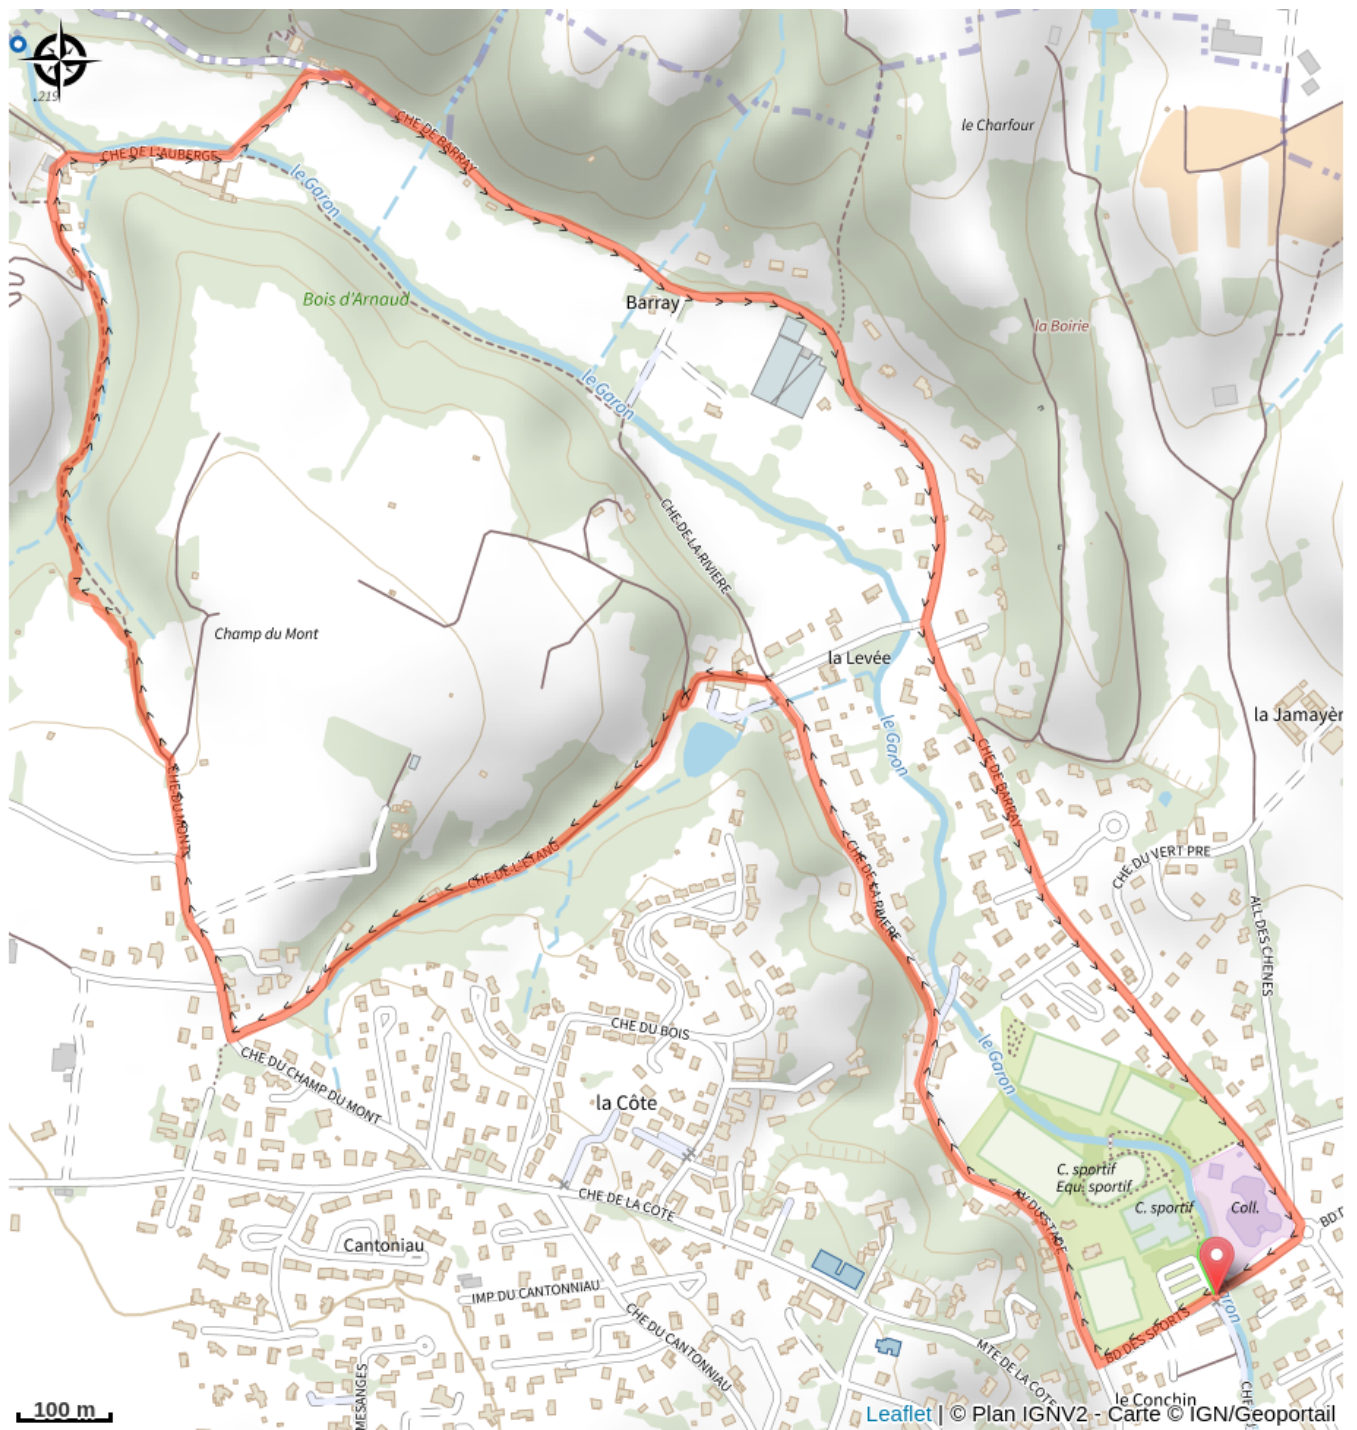 .219
CHE DE BARRAY
le Charfour
CHE DE L'AUBERGE
le Garon
Bois d'Arnaud
Barray
la Boirie
le Garon
CHE DE LA RIVIERE
Champ du Mont
la Levée
la Jamayèr
le Garon
CHE DE BARRAY
CHE DU MONT
CHE DE L'ETANG
CHE DE LA RIVIERE
CHE DU VERT PRE
ALL DES CHENES
CHE DU BOIS
le Garon
CHE DU CHAMP DU MONT
la Côte
C. sportif
Equ. sportif
C. sportif
Coll.
CHE DE LA COTE
AV DU STADE
BD
Cantoniau
IMP DU CANTONNIAU
CHE DU CANTONNIAU
BD DES SPORTS
aron
MTE DE LA COTE
MESANGES
le Conchin
CHE
100 m
Leaflet | © Plan IGNV2 - Carte © IGN/Geoportail